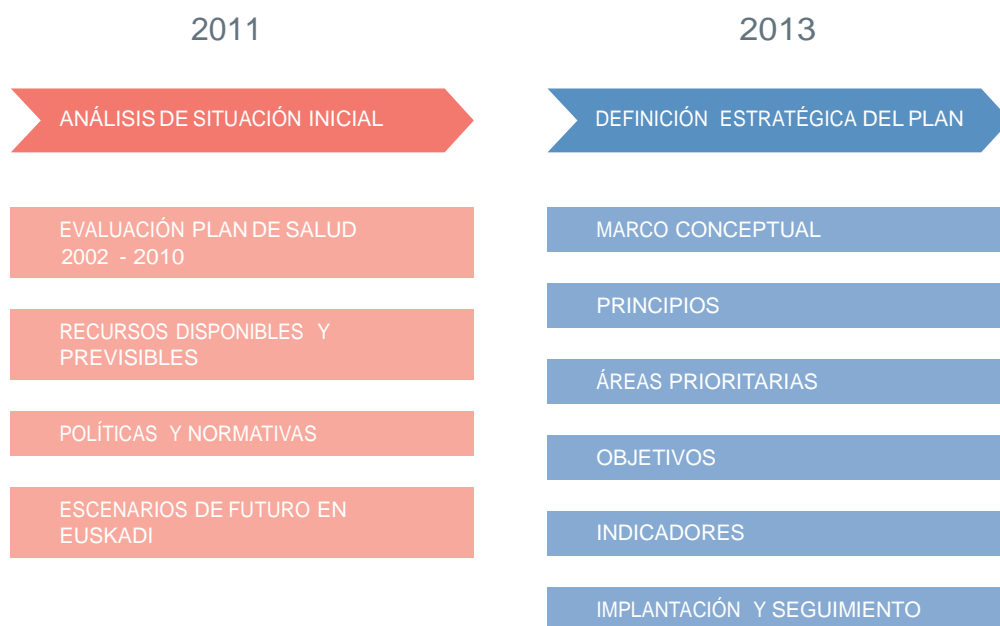 2011
ANÁLISIS DE SITUACIÓN INICIAL
EVALUACIÓN PLAN DE SALUD
2002 - 2010
RECURSOS DISPONIBLES Y
PREVISIBLES
POLÍTICAS Y NORMATIVAS
ESCENARIOS DE FUTURO EN
EUSKADI
2013
DEFINICIÓN ESTRATÉGICA DEL PLAN
MARCO CONCEPTUAL
PRINCIPIOS
ÁREAS PRIORITARIAS
OBJETIVOS
INDICADORES
IMPLANTACIÓN Y SEGUIMIENTO